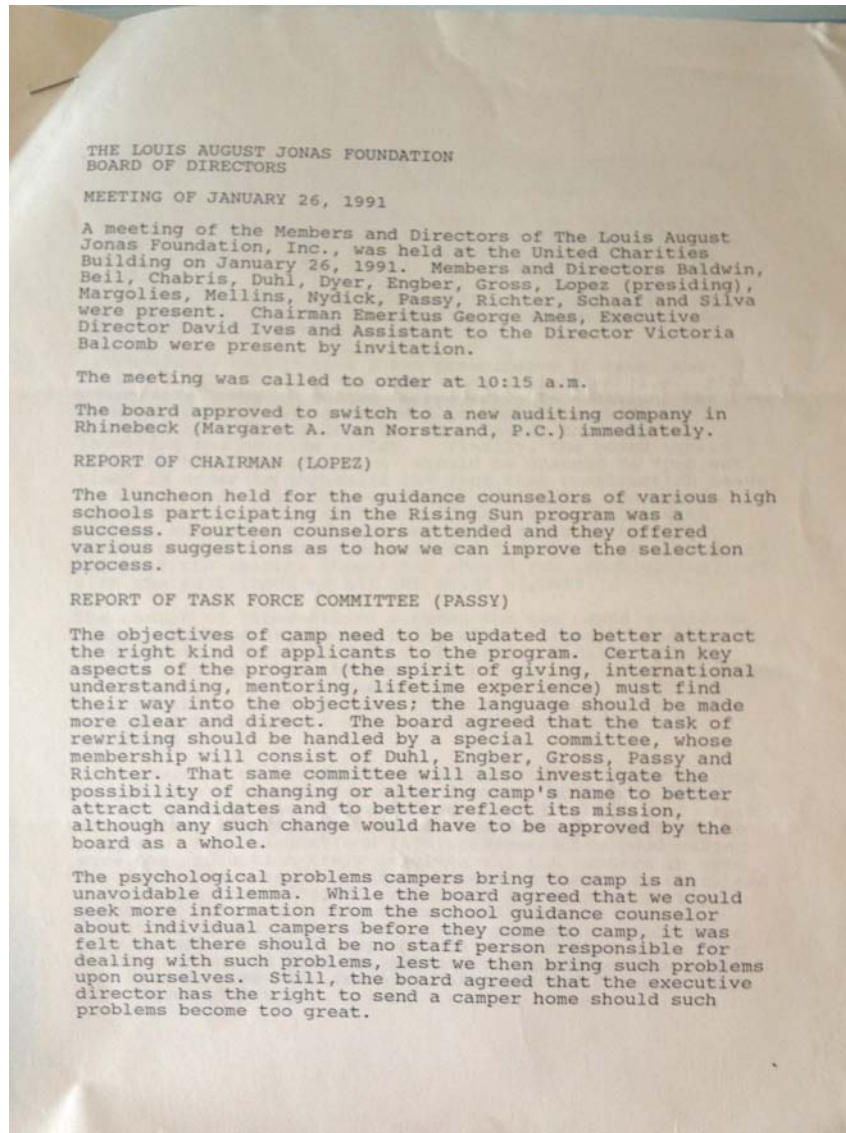 THE LOUIS AUGUST JONAS FOUNDATION
BOARD OF DIRECTORS
MEETING OF JANUARY 26, 1991
A meeting of the Members and Directors of The Louis August
Jonas Foundation, Inc., was held at the United Charities
Building on January 26, 1991.  Members and Directors Baldwin,
Beil, Chabris, Duhl, Dyer, Engber, Gross, Lopez (presiding),
Margolies, Mellins, Nydick, Passy, Richter, Schaaf and Silva
were present.  Chairman Emeritus George Ames, Executive
Director David Ives and Assistant to the Director Victoria
Balcomb were present by invitation.
The meeting was called to order at 10:15 a.m.
The board approved to switch to a new auditing company in
Rhinebeck (Margaret A. Van Norstrand, P.C.) immediately.
REPORT OF CHAIRMAN (LOPEZ)
The luncheon held for the guidance counselors of various high
schools participating in the Rising Sun program was a
success.  Fourteen counselors attended and they offered
various suggestions as to how we can improve the selection
process.
REPORT OF TASK FORCE COMMITTEE (PASSY)
The objectives of camp need to be updated to better attract
the right kind of applicants to the program.  Certain key
aspects of the program (the spirit of giving, international
understanding, mentoring, lifetime experience) must find
their way into the objectives; the language should be made
more clear and direct.  The board agreed that the task of
rewriting should be handled by a special committee, whose
membership will consist of Duhl, Engber, Gross, Passy and
Richter.  That same committee will also investigate the
possibility of changing or altering camp's name to better
attract candidates and to better reflect its mission,
although any such change would have to be approved by the
board as a whole.
The psychological problems campers bring to camp is an
unavoidable dilemma.  While the board agreed that we could
seek more information from the school guidance counselor
about individual campers before they come to camp, it was
felt that there should be no staff person responsible for
dealing with such problems, lest we then bring such problems
upon ourselves.  Still, the board agreed that the executive
director has the right to send a camper home should such
problems become too great.